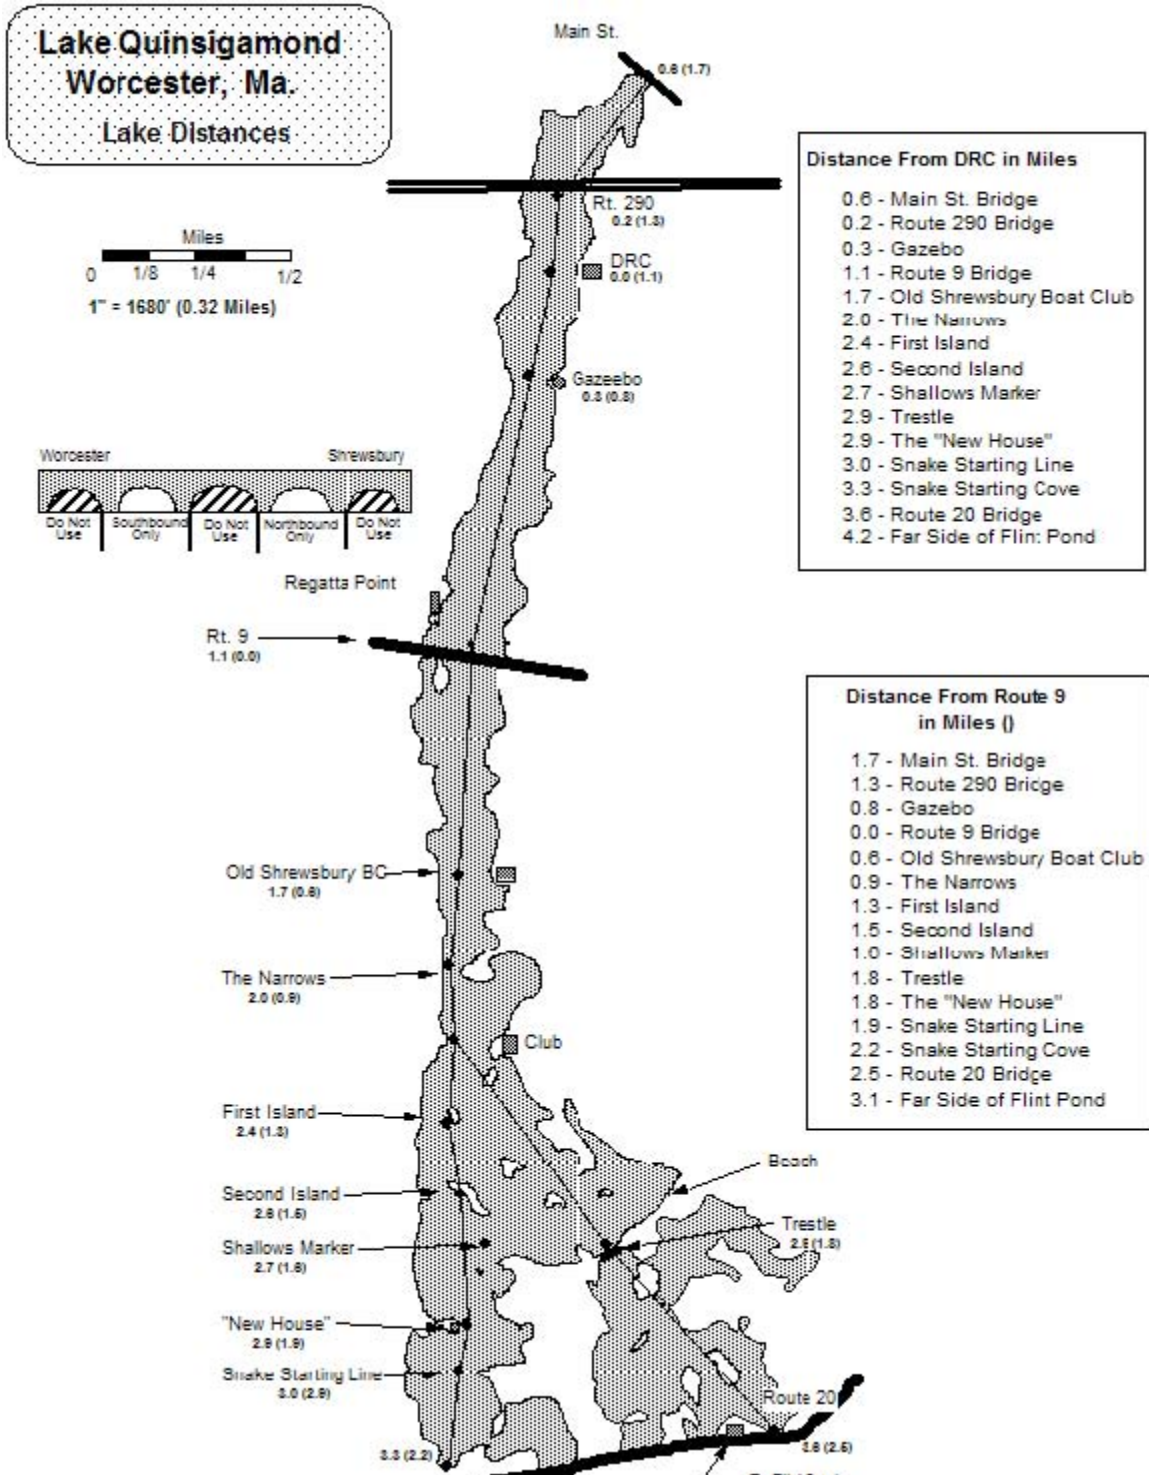 Lake Quinsigamond
Worcester, Ma.
Lake Distances
Miles
0 1/8 1/4 1/2
1" = 1680' (0.32 Miles)
Worcester Shrewsbury
Do Not Use
Southbound Only
Do Not Use
Northbound Only
Do Not Use
Main St.
0.6 (1.7)
Rt. 290
0.2 (1.3)
DRC
0.0 (1.1)
Gazeebo
0.3 (0.8)
Regatta Point
Rt. 9
1.1 (0.0)
Old Shrewsbury BC
1.7 (0.6)
The Narrows
2.0 (0.9)
Club
First Island
2.4 (1.3)
Second Island
2.6 (1.5)
Shallows Marker
2.7 (1.6)
"New House"
2.9 (1.9)
Snake Starting Line
3.0 (2.9)
3.3 (2.2)
Beach
Trestle
2.9 (1.8)
Route 20
3.6 (2.5)
Distance From DRC in Miles
0.6 - Main St. Bridge
0.2 - Route 290 Bridge
0.3 - Gazebo
1.1 - Route 9 Bridge
1.7 - Old Shrewsbury Boat Club
2.0 - The Narrows
2.4 - First Island
2.6 - Second Island
2.7 - Shallows Marker
2.9 - Trestle
2.9 - The "New House"
3.0 - Snake Starting Line
3.3 - Snake Starting Cove
3.6 - Route 20 Bridge
4.2 - Far Side of Flint Pond
Distance From Route 9
in Miles ()
1.7 - Main St. Bridge
1.3 - Route 290 Bridge
0.8 - Gazebo
0.0 - Route 9 Bridge
0.6 - Old Shrewsbury Boat Club
0.9 - The Narrows
1.3 - First Island
1.5 - Second Island
1.6 - Shallows Marker
1.8 - Trestle
1.8 - The "New House"
1.9 - Snake Starting Line
2.2 - Snake Starting Cove
2.5 - Route 20 Bridge
3.1 - Far Side of Flint Pond